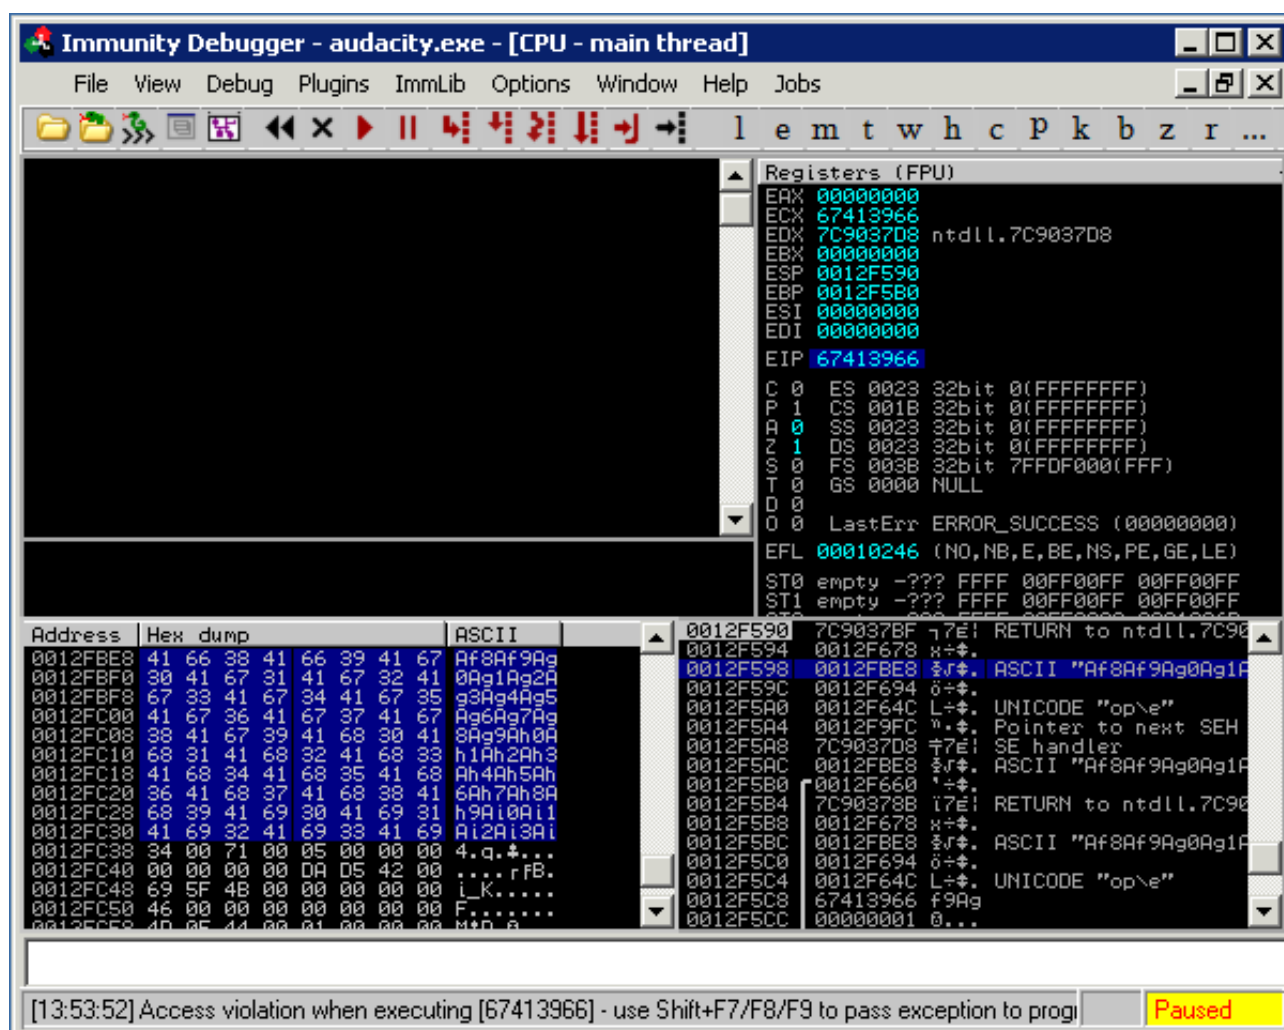 Immunity Debugger - audacity.exe - [CPU - main thread]
File View Debug Plugins ImmLib Options Window Help Jobs
l e m t w h c P k b z r ...
Registers (FPU)
EAX 00000000
ECX 67413966
EDX 7C9037D8 ntdll.7C9037D8
EBX 00000000
ESP 0012F590
EBP 0012F5B0
ESI 00000000
EDI 00000000
EIP 67413966
C 0 ES 0023 32bit 0(FFFFFFFF)
P 1 CS 001B 32bit 0(FFFFFFFF)
A 0 SS 0023 32bit 0(FFFFFFFF)
Z 1 DS 0023 32bit 0(FFFFFFFF)
S 0 FS 003B 32bit 7FFDF000(FFF)
T 0 GS 0000 NULL
D 0
O 0 LastErr ERROR_SUCCESS (00000000)
EFL 00010246 (NO,NB,E,BE,NS,PE,GE,LE)
ST0 empty -??? FFFF 00FF00FF 00FF00FF
ST1 empty -??? FFFF 00FF00FF 00FF00FF
Address Hex dump ASCII
0012FBE8 41 66 38 41 66 39 41 67 Af8Af9Ag
0012FBF0 30 41 67 31 41 67 32 41 0Ag1Ag2A
0012FBF8 67 33 41 67 34 41 67 35 g3Ag4Ag5
0012FC00 41 67 36 41 67 37 41 67 Ag6Ag7Ag
0012FC08 38 41 67 39 41 68 30 41 8Ag9Ah0A
0012FC10 68 31 41 68 32 41 68 33 h1Ah2Ah3
0012FC18 41 68 34 41 68 35 41 68 Ah4Ah5Ah
0012FC20 36 41 68 37 41 68 38 41 6Ah7Ah8A
0012FC28 68 39 41 69 30 41 69 31 h9Ai0Ai1
0012FC30 41 69 32 41 69 33 41 69 Ai2Ai3Ai
0012FC38 34 00 71 00 05 00 00 00 4.q.♣...
0012FC40 00 00 00 00 DA D5 42 00 ....┌╒B.
0012FC48 69 5F 4B 00 00 00 00 00 i_K.....
0012FC50 46 00 00 00 00 00 00 00 F.......
0012F590 7C9037BF RETURN to ntdll.7C90
0012F594 0012F678
0012F598 0012FBE8 ASCII "Af8Af9Ag0Ag1A
0012F59C 0012F694
0012F5A0 0012F64C UNICODE "op\e"
0012F5A4 0012F9FC Pointer to next SEH
0012F5A8 7C9037D8 SE handler
0012F5AC 0012FBE8 ASCII "Af8Af9Ag0Ag1A
0012F5B0 0012F660
0012F5B4 7C90378B RETURN to ntdll.7C90
0012F5B8 0012F678
0012F5BC 0012FBE8 ASCII "Af8Af9Ag0Ag1A
0012F5C0 0012F694
0012F5C4 0012F64C UNICODE "op\e"
0012F5C8 67413966 f9Ag
0012F5CC 00000001
[13:53:52] Access violation when executing [67413966] - use Shift+F7/F8/F9 to pass exception to progr
Paused